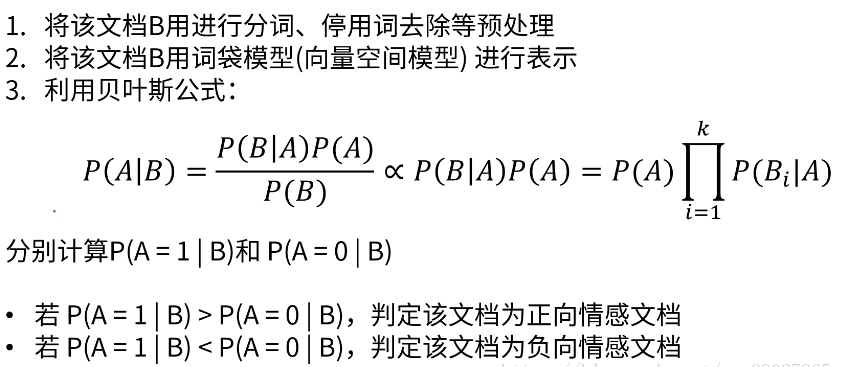 1. 将该文档B用进行分词、停用词去除等预处理
2. 将该文档B用词袋模型(向量空间模型) 进行表示
3. 利用贝叶斯公式：
P(A|B) = P(B|A)P(A) / P(B) ∝ P(B|A)P(A) = P(A) ∏_{i=1}^{k} P(B_i|A)
分别计算P(A = 1 | B)和 P(A = 0 | B)
• 若 P(A = 1 | B) > P(A = 0 | B)，判定该文档为正向情感文档
• 若 P(A = 1 | B) < P(A = 0 | B)，判定该文档为负向情感文档